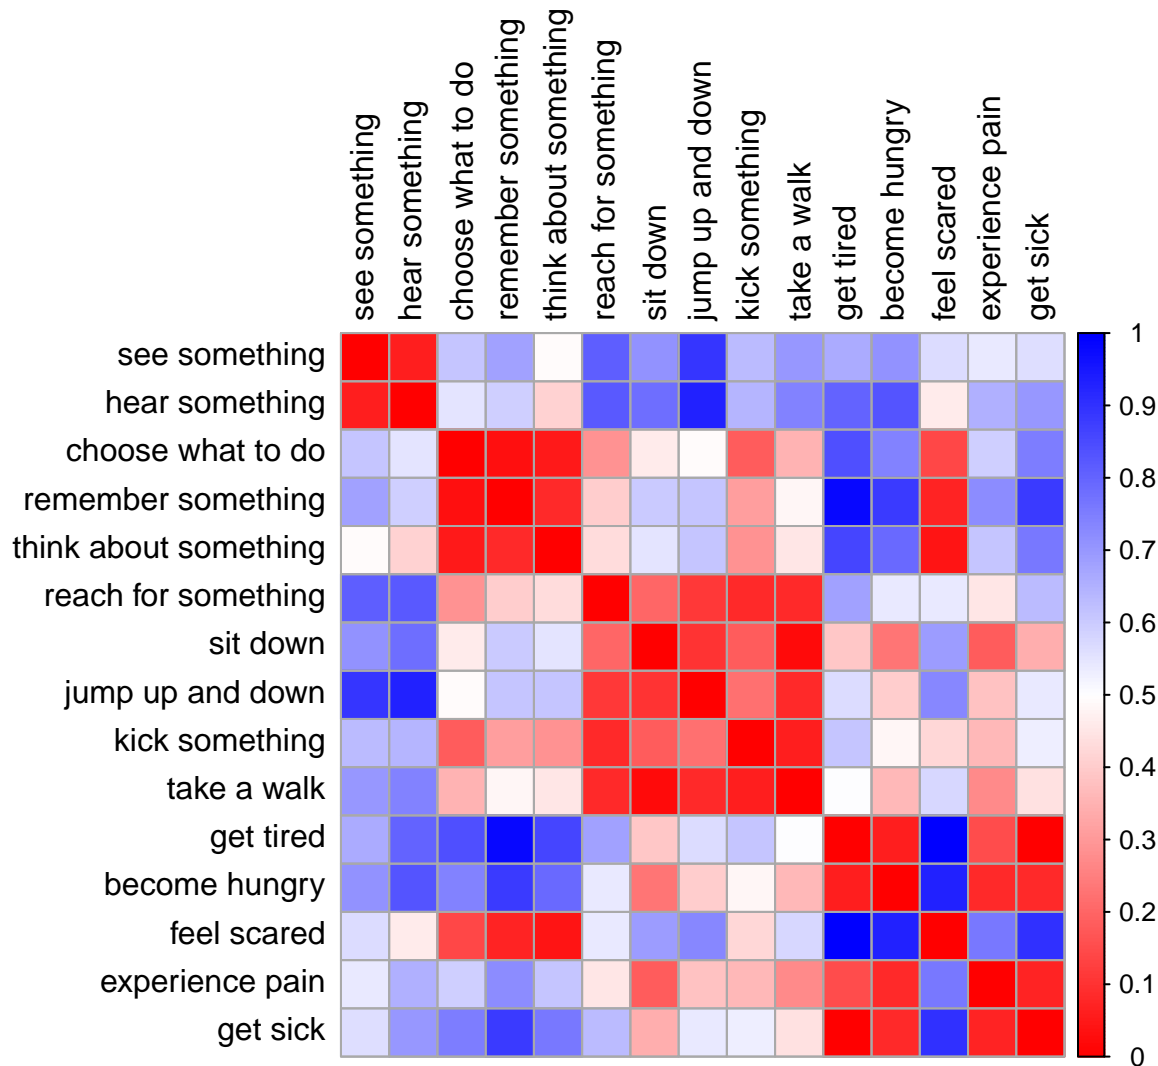 see something
hear something
choose what to do
remember something
think about something
reach for something
sit down
jump up and down
kick something
take a walk
get tired
become hungry
feel scared
experience pain
get sick
see something
hear something
choose what to do
remember something
think about something
reach for something
sit down
jump up and down
kick something
take a walk
get tired
become hungry
feel scared
experience pain
get sick
1
0.9
0.8
0.7
0.6
0.5
0.4
0.3
0.2
0.1
0